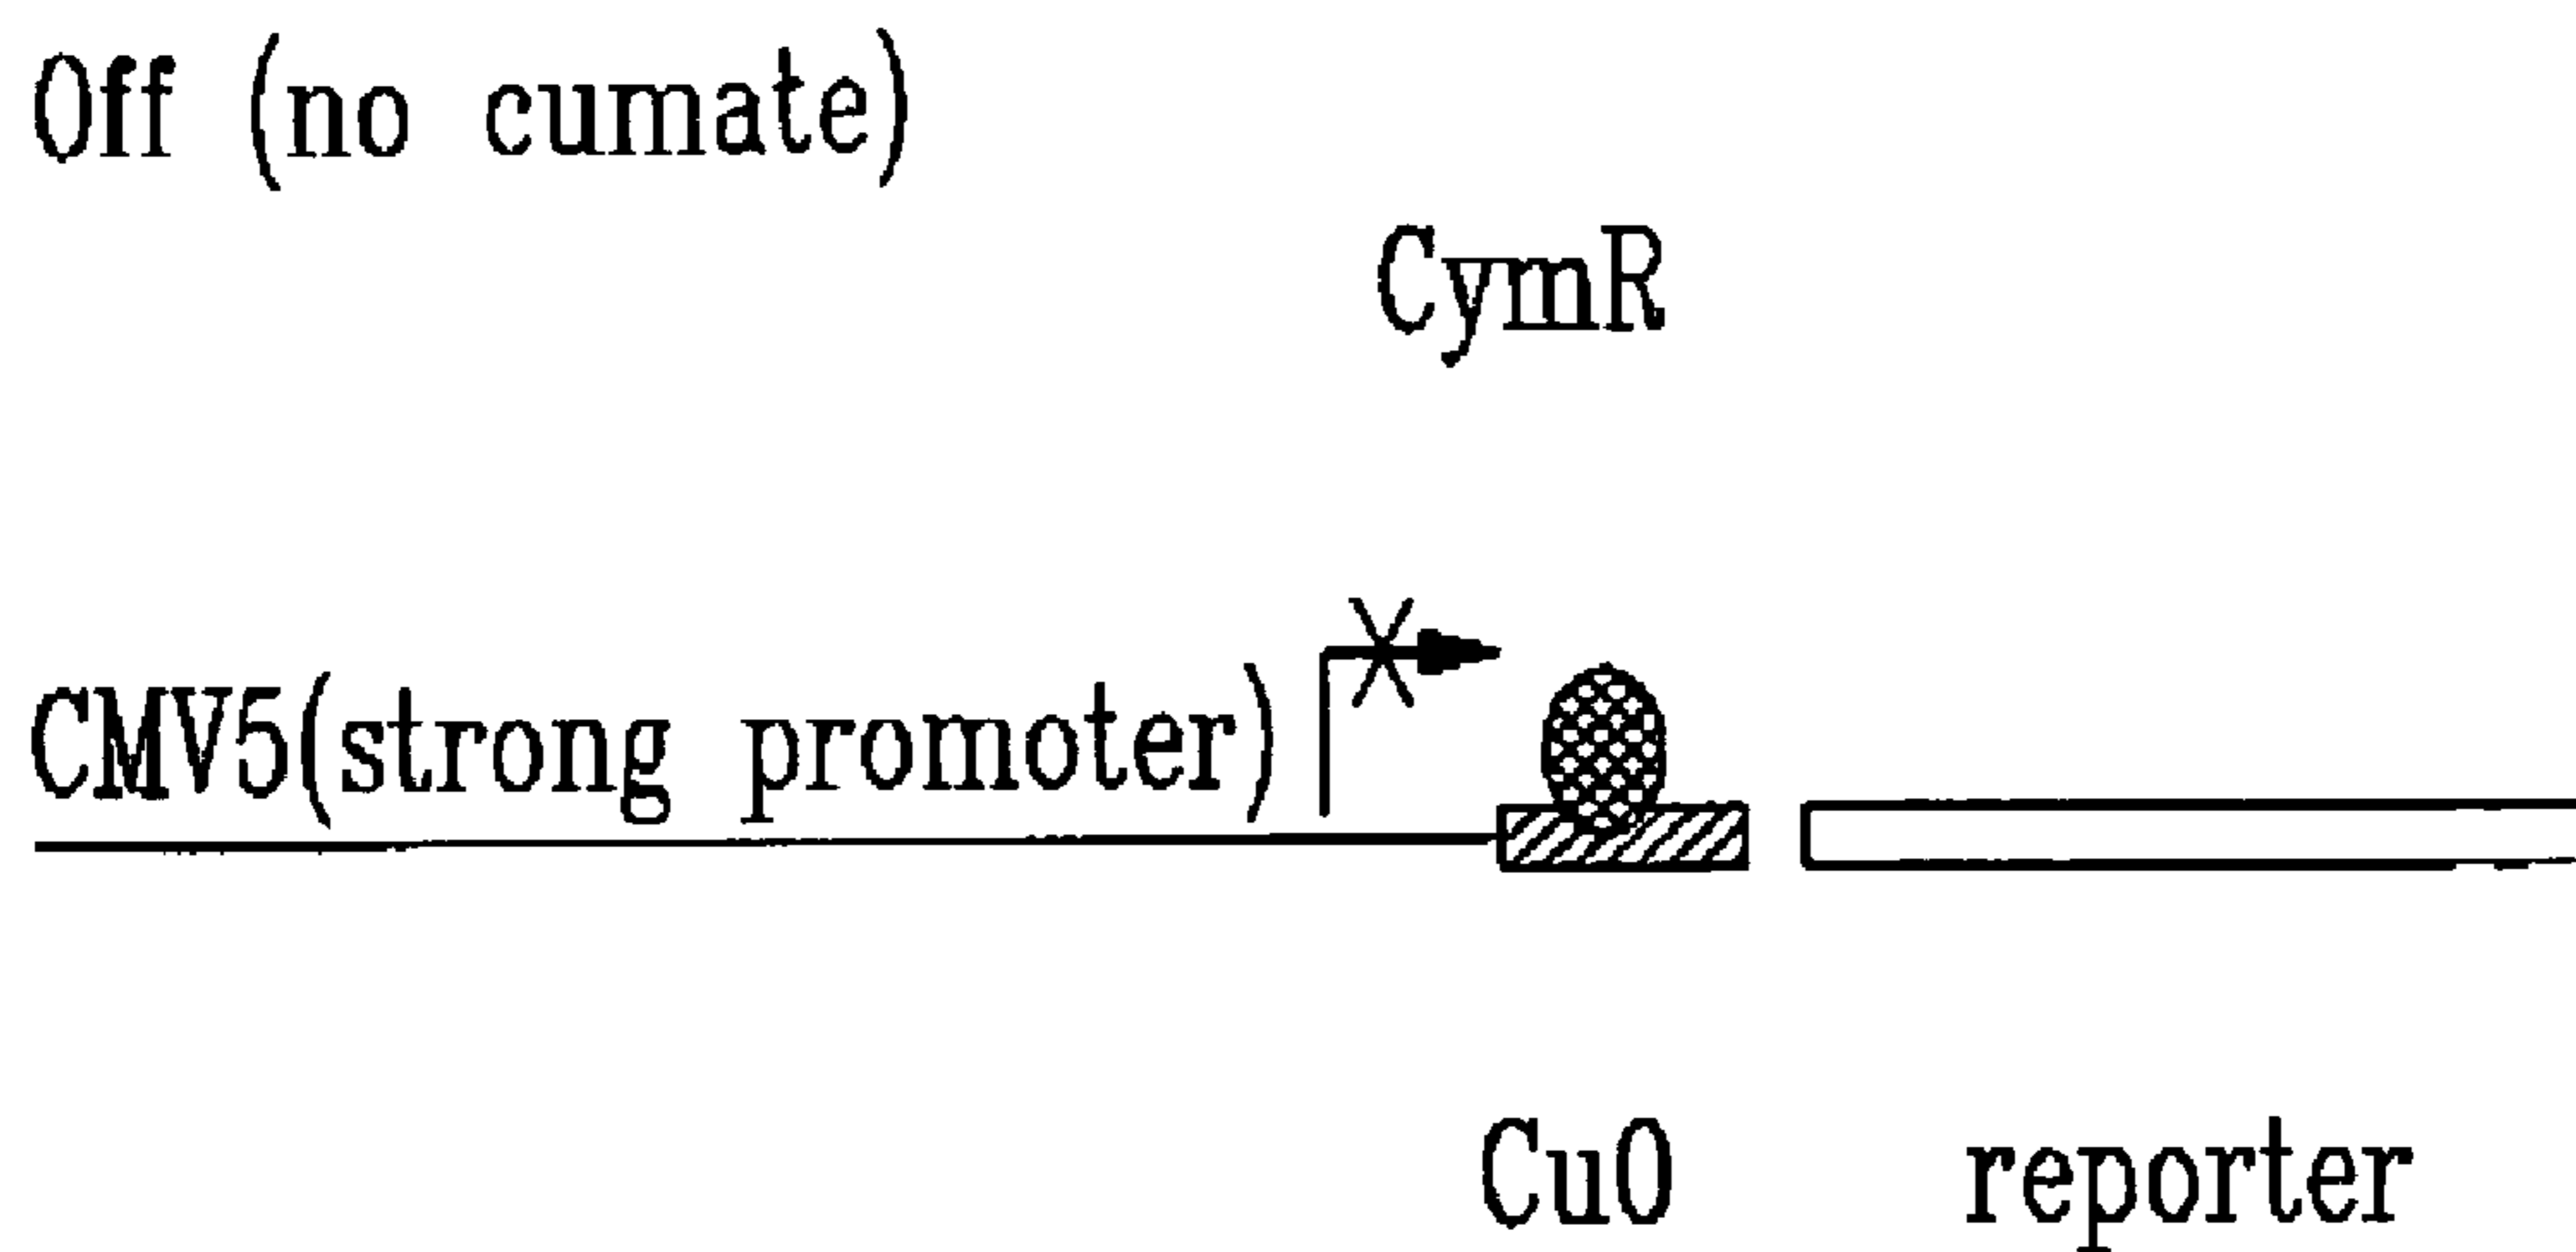 Off (no cumate)
CymR
CMV5(strong promoter)
CuO
reporter